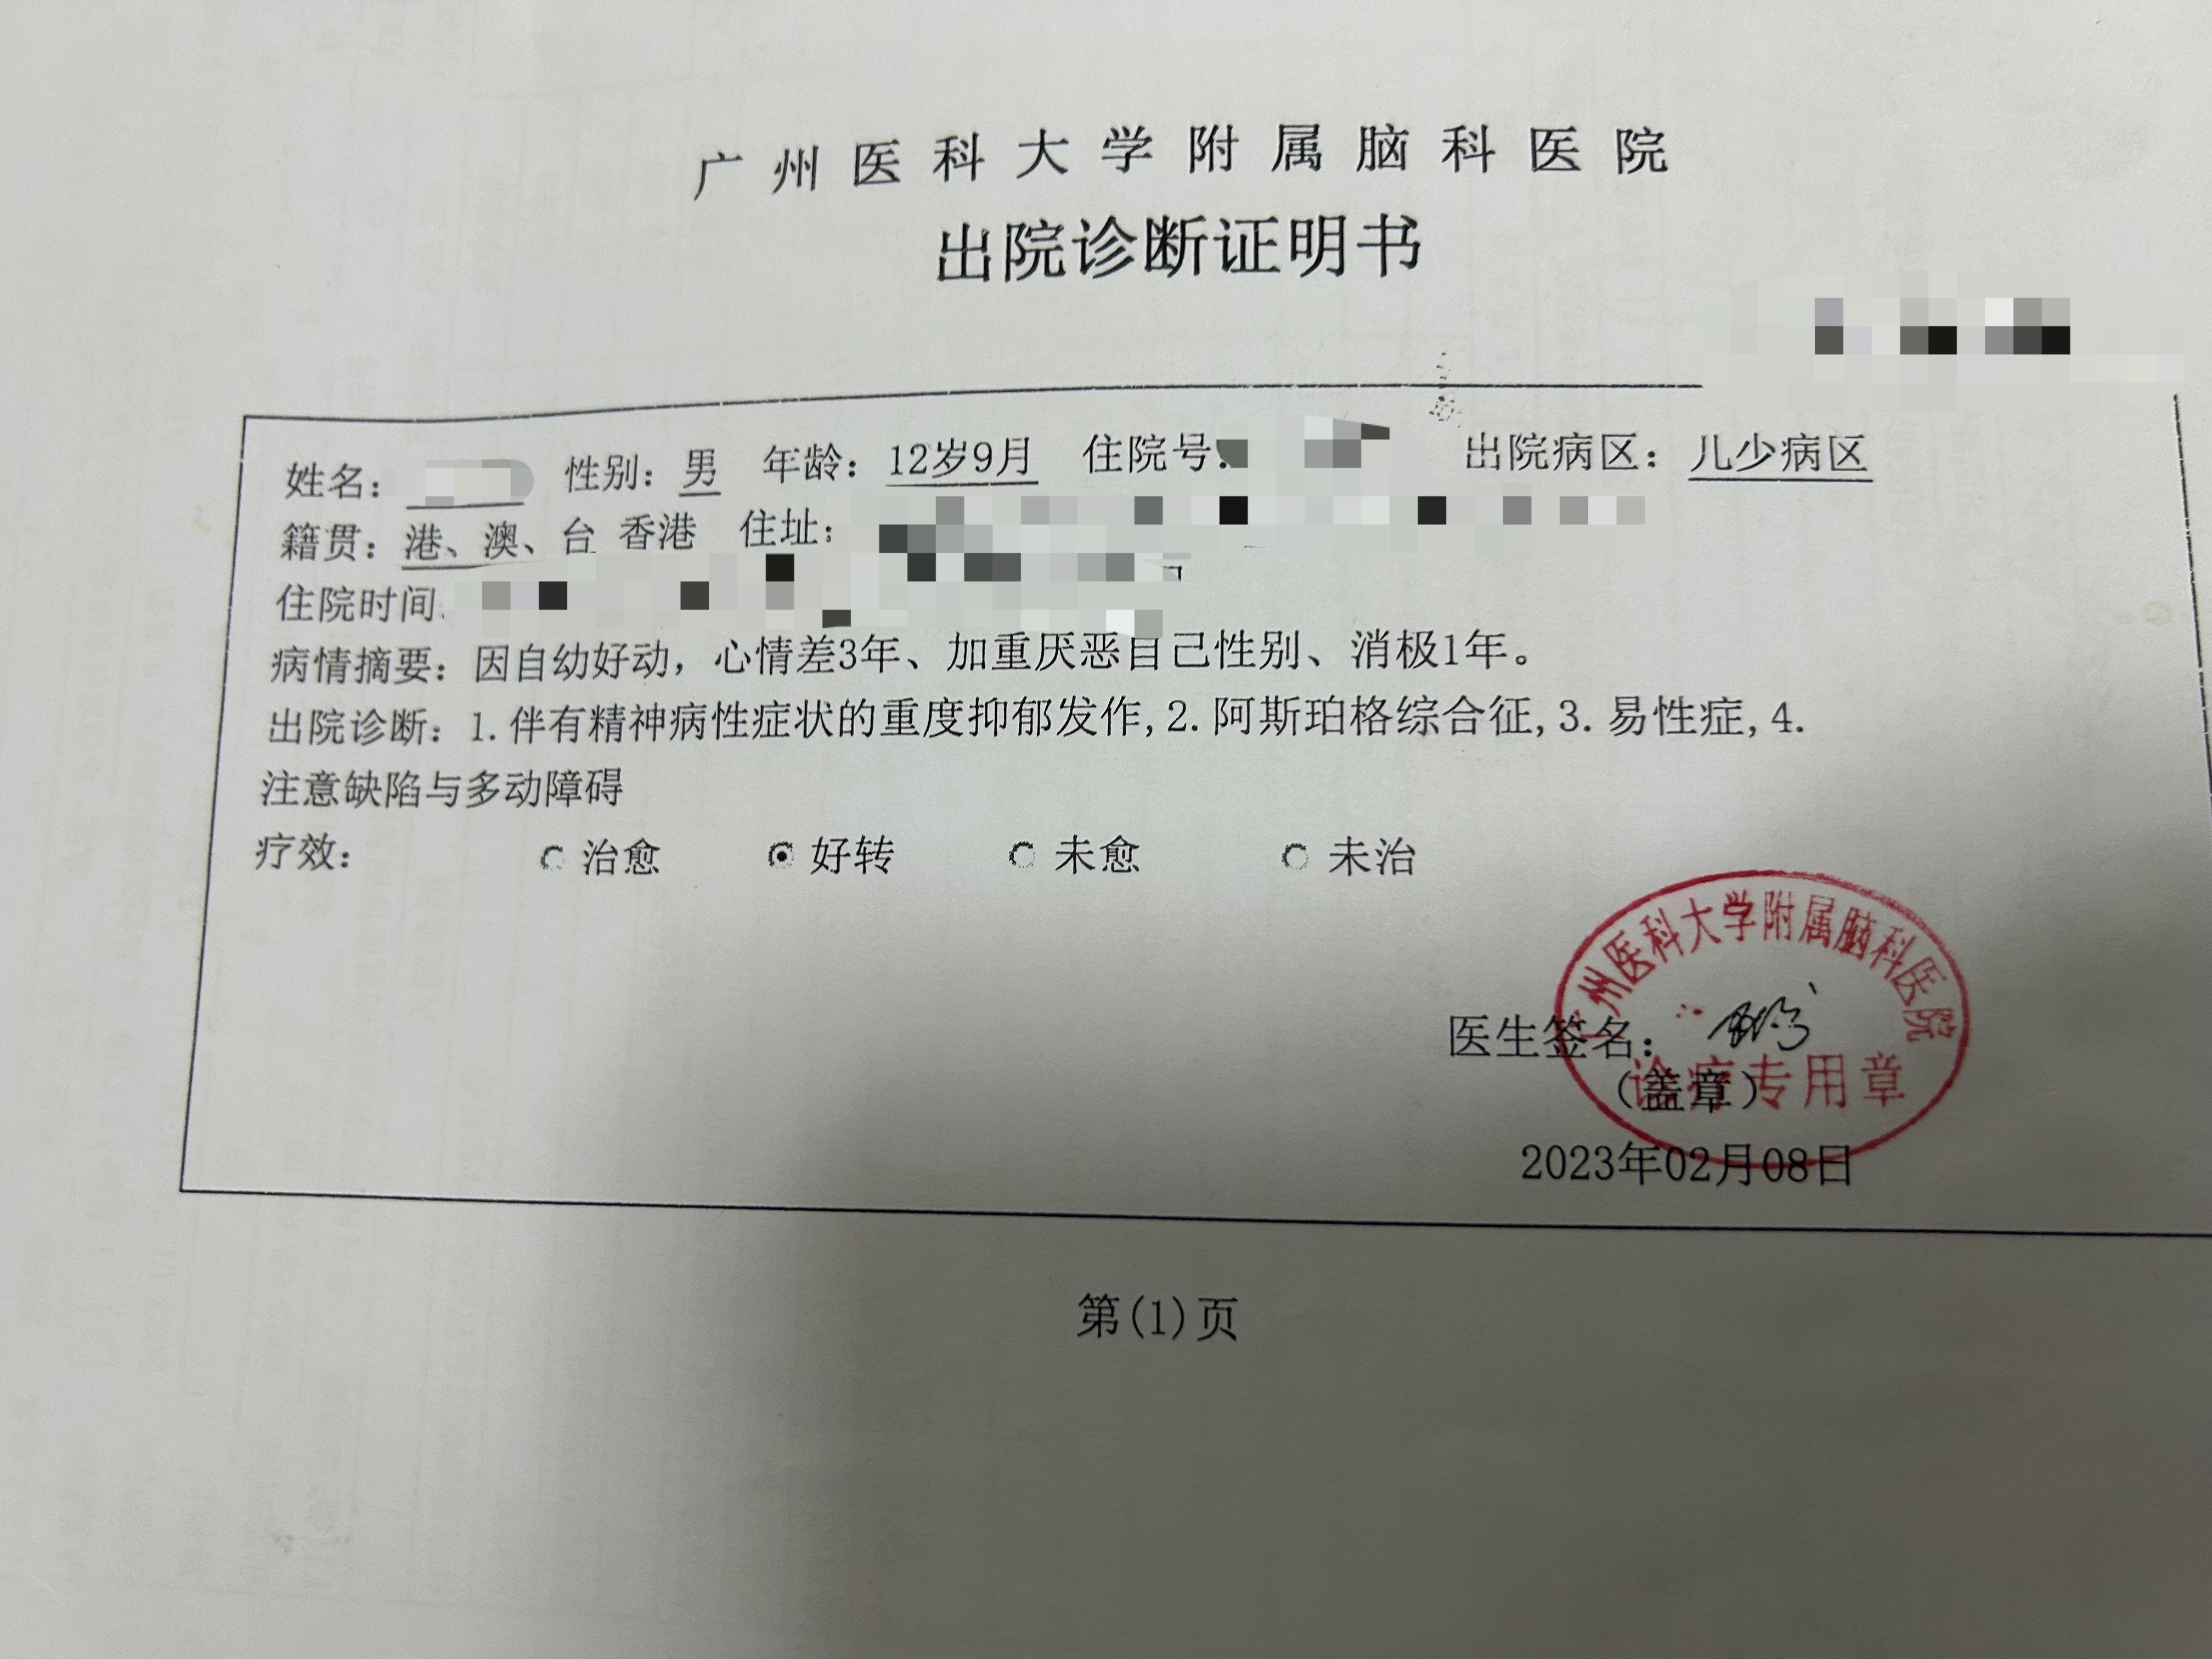 广州医科大学附属脑科医院
出院诊断证明书
姓名: 性别: 男 年龄: 12岁9月 住院号: 出院病区: 儿少病区
籍贯: 港、澳、台 香港 住址:
住院时间:
病情摘要: 因自幼好动，心情差3年、加重厌恶自己性别、消极1年。
出院诊断: 1.伴有精神病性症状的重度抑郁发作,2.阿斯珀格综合征,3.易性症,4.
注意缺陷与多动障碍
疗效: 治愈 好转 未愈 未治
广州医科大学附属脑科医院
医生签名:
诊疗专用章
(盖章)
2023年02月08日
第(1)页